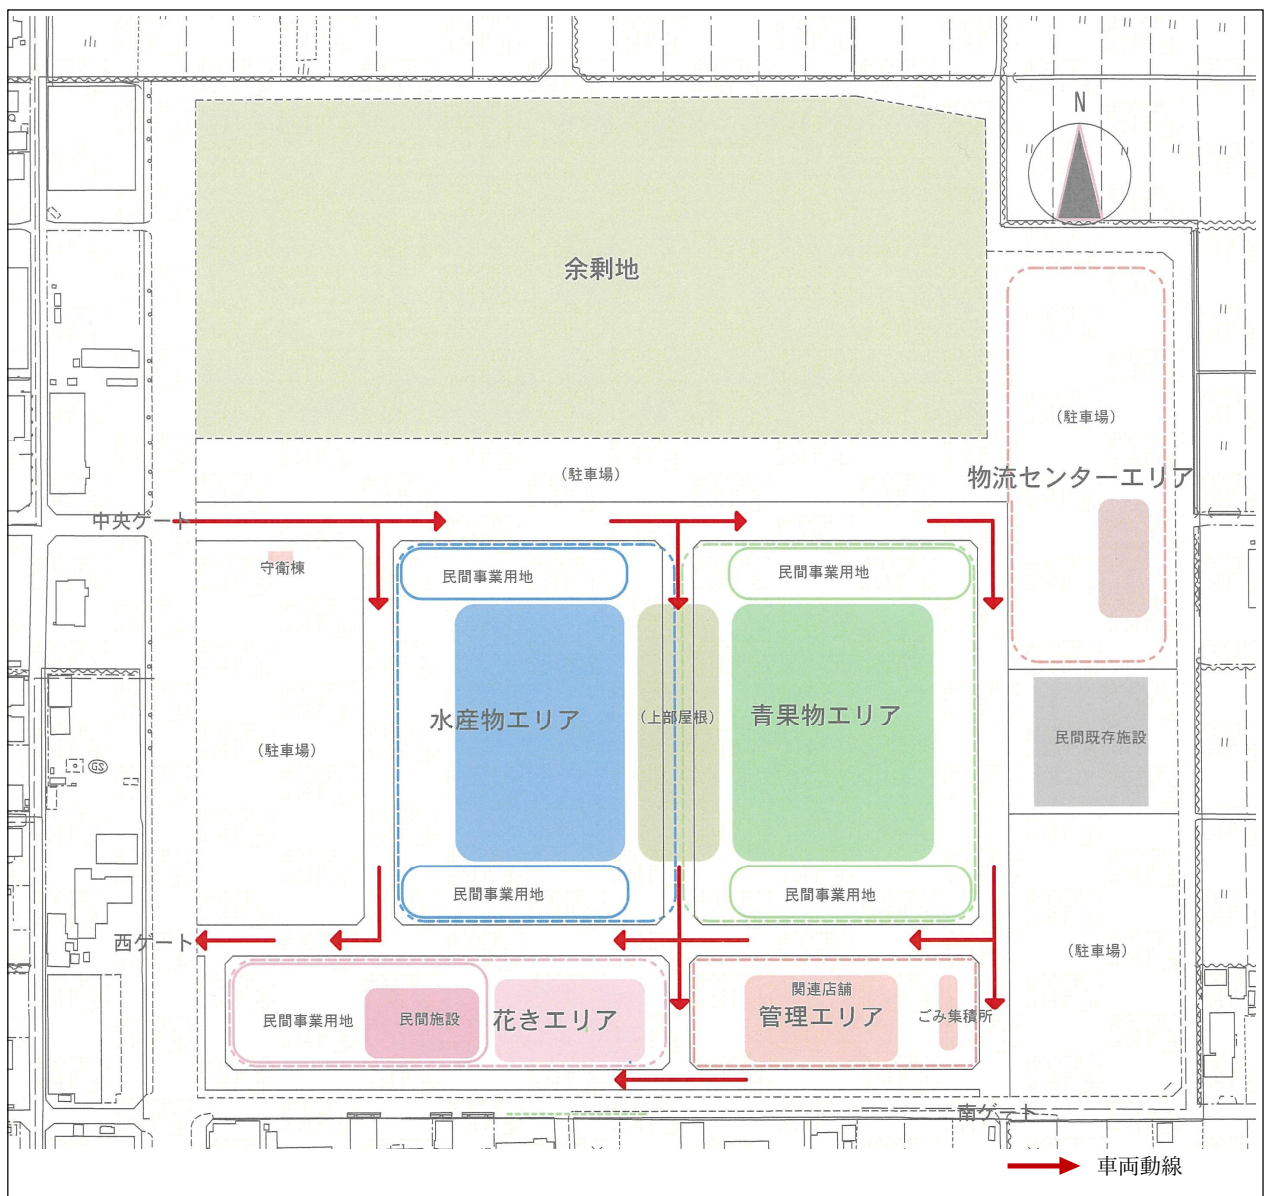 N
余剰地
（駐車場）
（駐車場）
物流センターエリア
中央ゲート
守衛棟
民間事業用地
民間事業用地
水産物エリア
（上部屋根）
青果物エリア
（駐車場）
民間既存施設
GS
民間事業用地
民間事業用地
西ゲート
（駐車場）
民間事業用地
民間施設
花きエリア
関連店舗
管理エリア
ごみ集積所
南ゲート
車両動線